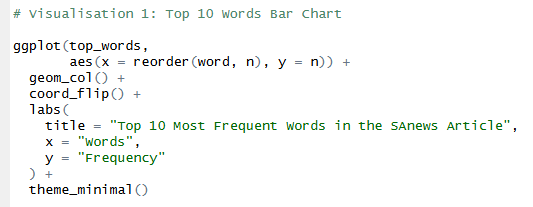 # Visualisation 1: Top 10 Words Bar Chart
ggplot(top_words,
aes(x = reorder(word, n), y = n)) +
geom_col() +
coord_flip() +
labs(
title = "Top 10 Most Frequent Words in the SAnews Article",
x = "Words",
y = "Frequency"
) +
theme_minimal()